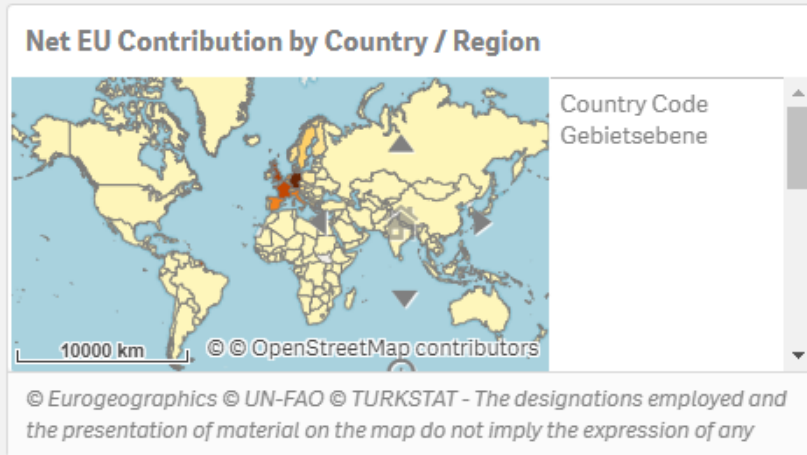 Net EU Contribution by Country / Region
Country Code
Gebietsebene
10000 km
© © OpenStreetMap contributors
© Eurogeographics © UN-FAO © TURKSTAT - The designations employed and
the presentation of material on the map do not imply the expression of any